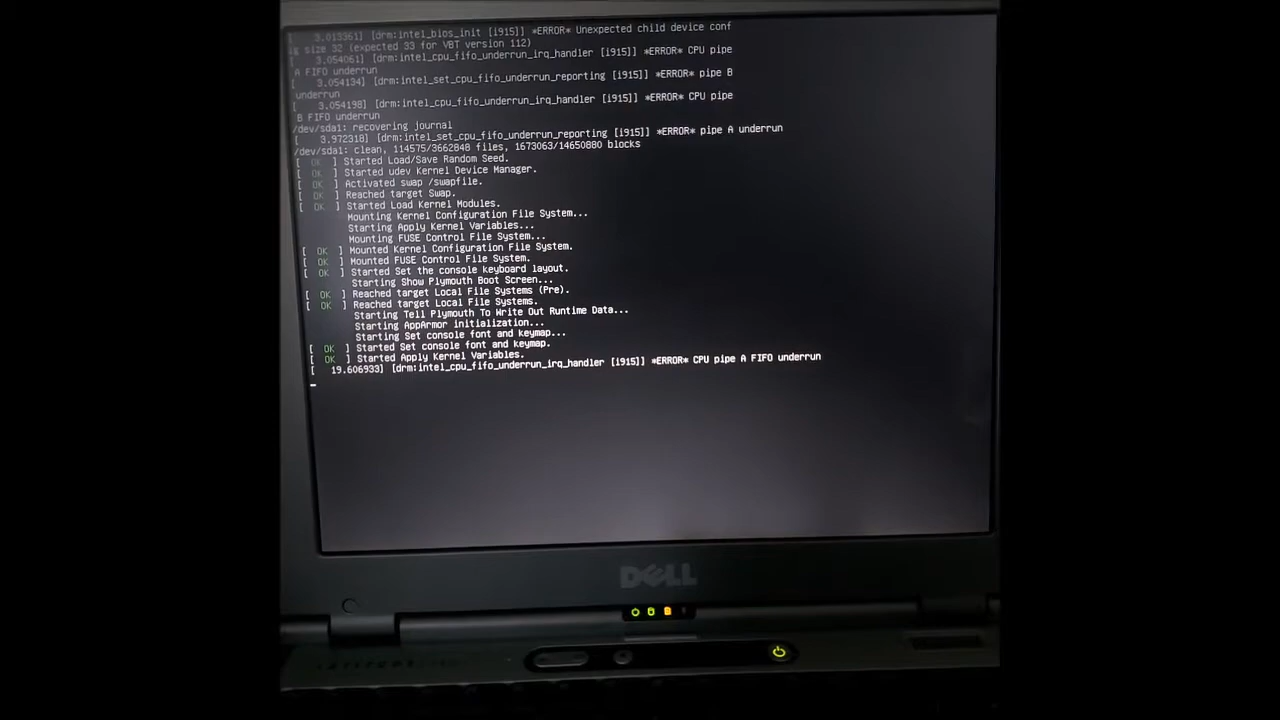 [    3.013361] [drm:intel_bios_init [i915]] *ERROR* Unexpected child device conf
ig size 32 (expected 33 for VBT version 112)
[    3.054061] [drm:intel_cpu_fifo_underrun_irq_handler [i915]] *ERROR* CPU pipe
A FIFO underrun
[    3.054134] [drm:intel_set_cpu_fifo_underrun_reporting [i915]] *ERROR* pipe B
underrun
[    3.054198] [drm:intel_cpu_fifo_underrun_irq_handler [i915]] *ERROR* CPU pipe
B FIFO underrun
/dev/sda1: recovering journal
[    3.972318] [drm:intel_set_cpu_fifo_underrun_reporting [i915]] *ERROR* pipe A underrun
/dev/sda1: clean, 114575/3662848 files, 1673063/14650880 blocks
[  OK  ] Started Load/Save Random Seed.
[  OK  ] Started udev Kernel Device Manager.
[  OK  ] Activated swap /swapfile.
[  OK  ] Reached target Swap.
[  OK  ] Started Load Kernel Modules.
Mounting Kernel Configuration File System...
Starting Apply Kernel Variables...
Mounting FUSE Control File System...
[  OK  ] Mounted Kernel Configuration File System.
[  OK  ] Mounted FUSE Control File System.
[  OK  ] Started Set the console keyboard layout.
Starting Show Plymouth Boot Screen...
[  OK  ] Reached target Local File Systems (Pre).
[  OK  ] Reached target Local File Systems.
Starting Tell Plymouth To Write Out Runtime Data...
Starting AppArmor initialization...
Starting Set console font and keymap...
[  OK  ] Started Set console font and keymap.
[  OK  ] Started Apply Kernel Variables.
[   19.606933] [drm:intel_cpu_fifo_underrun_irq_handler [i915]] *ERROR* CPU pipe A FIFO underrun
DELL